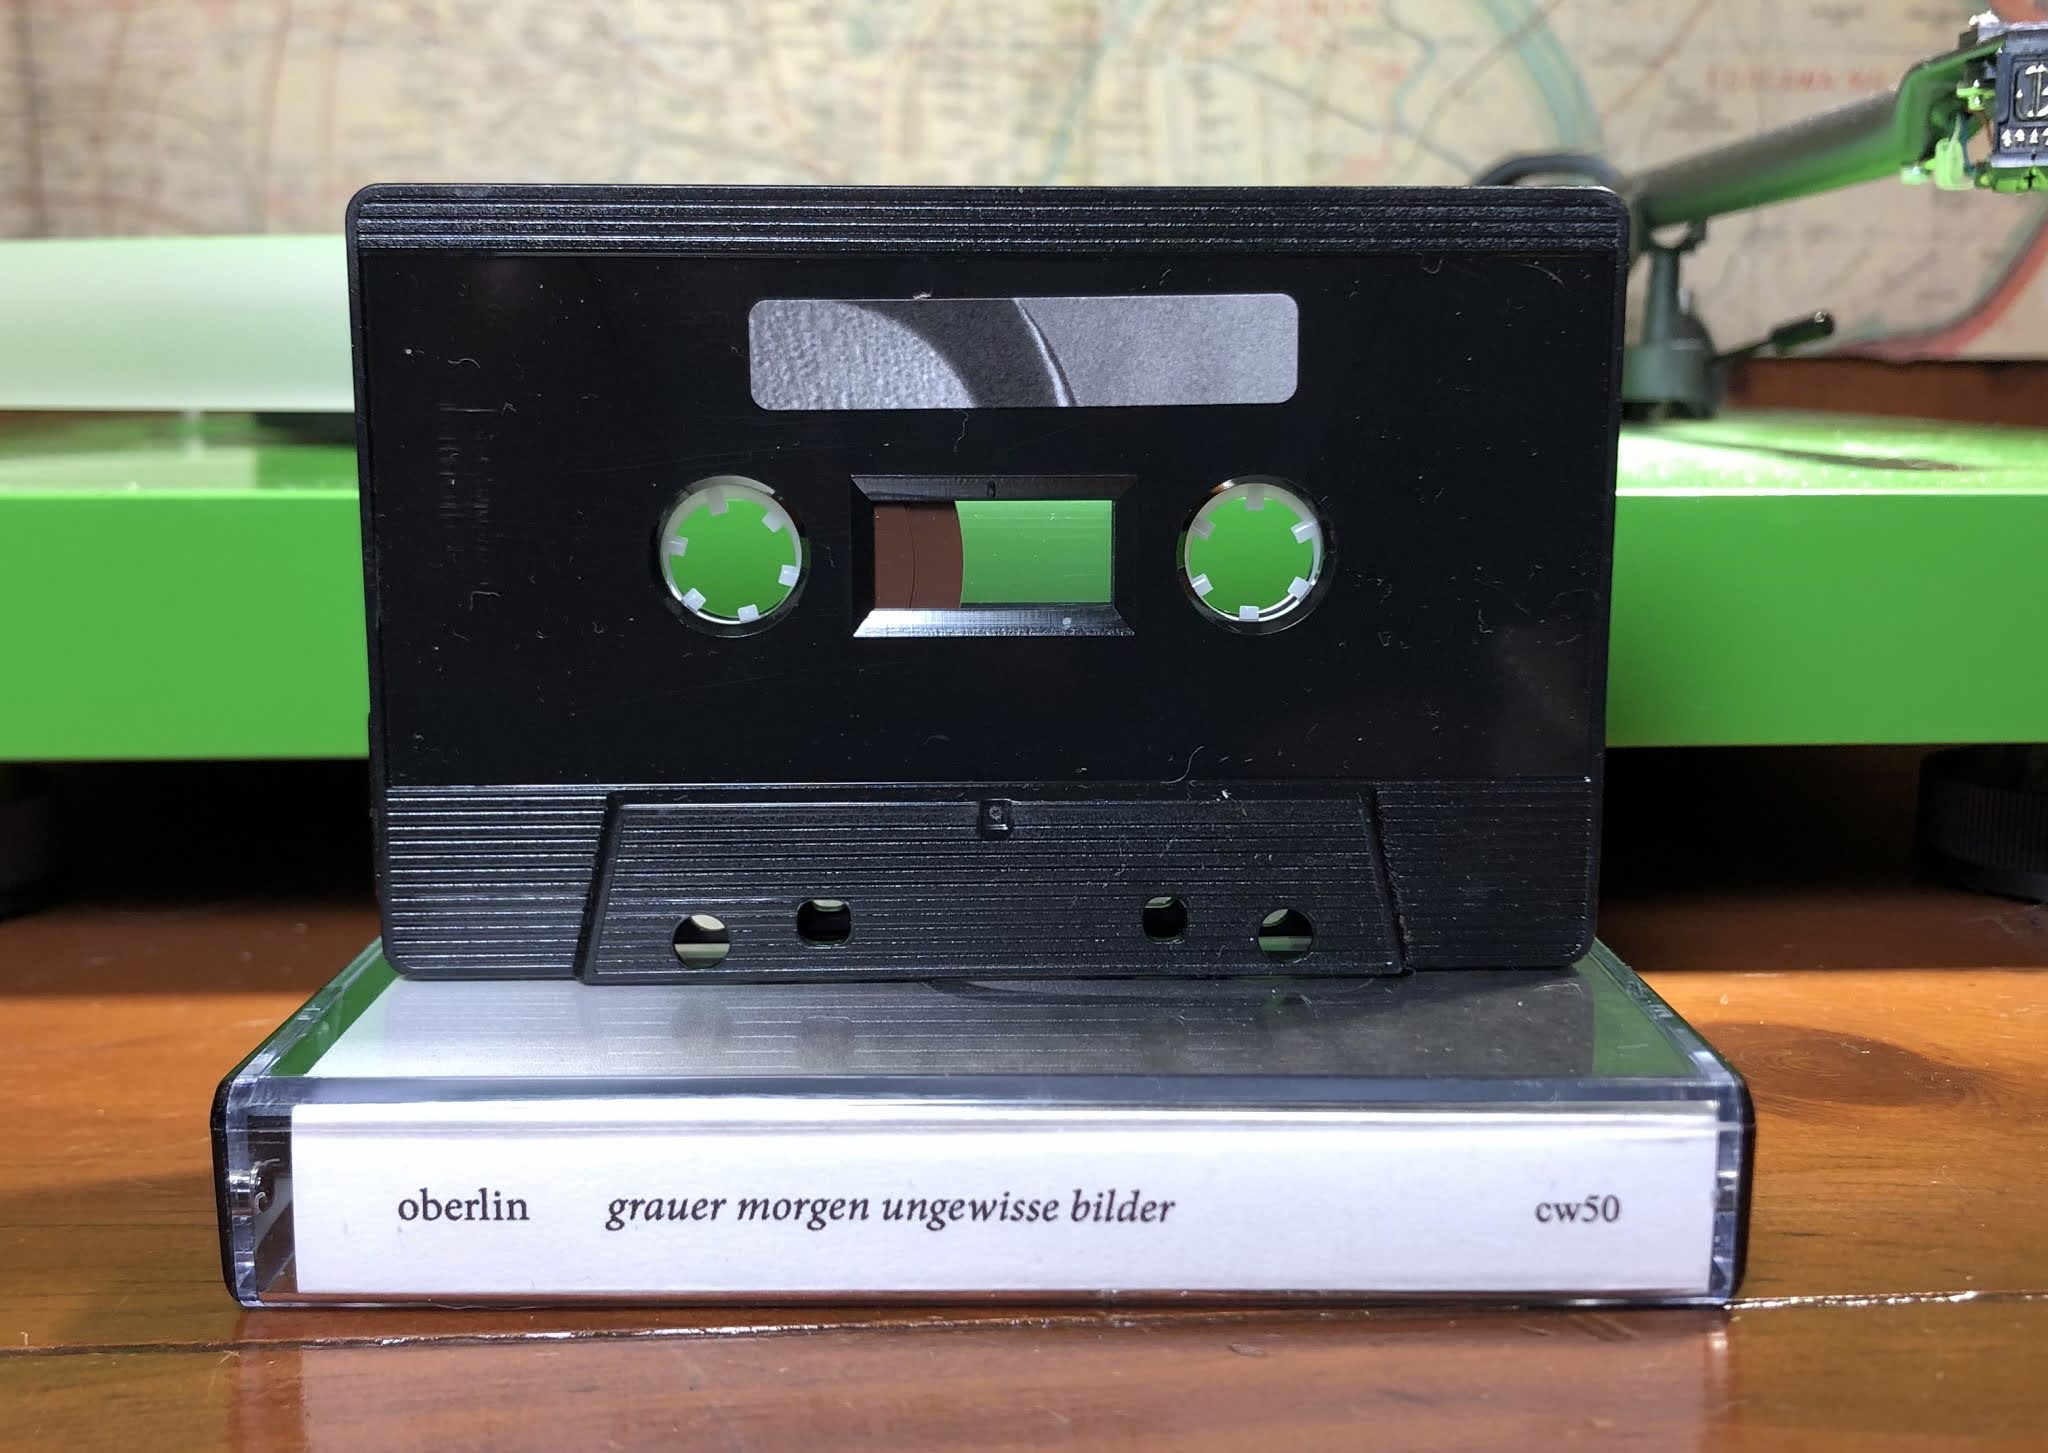 oberlin grauer morgen ungewisse bilder cw50